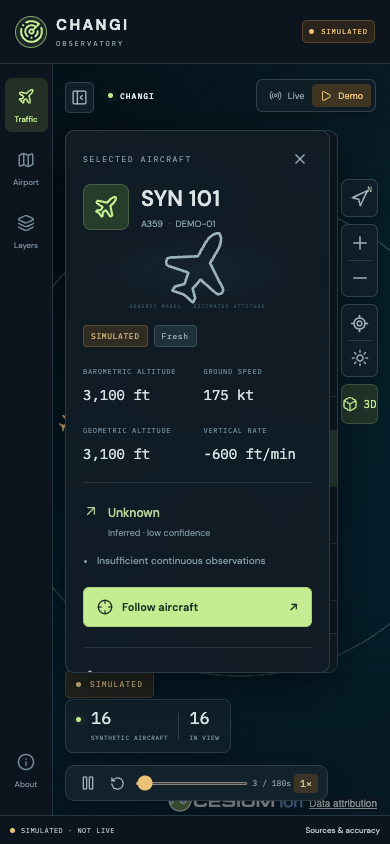 CHANGI
OBSERVATORY
SIMULATED
Traffic
Airport
Layers
About
CHANGI
Live
Demo
SELECTED AIRCRAFT
SYN 101
A359 · DEMO-01
GENERIC MODEL · ESTIMATED ATTITUDE
SIMULATED
Fresh
BAROMETRIC ALTITUDE
GROUND SPEED
3,100 ft
175 kt
GEOMETRIC ALTITUDE
VERTICAL RATE
3,100 ft
-600 ft/min
Unknown
Inferred · low confidence
• Insufficient continuous observations
Follow aircraft
N
3D
SIMULATED
16
16
SYNTHETIC AIRCRAFT
IN VIEW
3 / 180s
1×
CESIUM ion
Data attribution
SIMULATED · NOT LIVE
Sources & accuracy